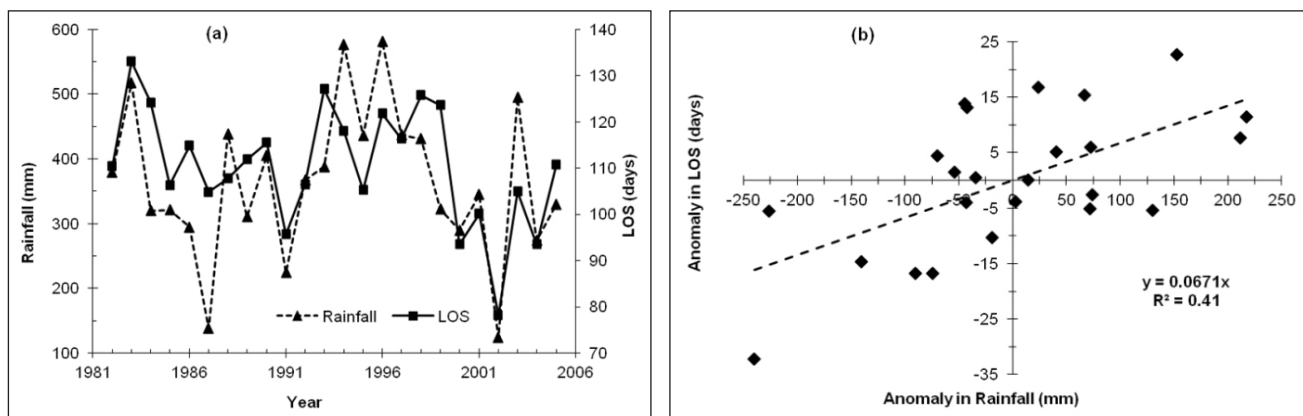 (a)
600
500
400
300
200
100
Rainfall (mm)
140
130
120
110
100
90
80
70
LOS (days)
Rainfall
LOS
1981
1986
1991
1996
2001
2006
Year
(b)
25
15
5
-5
-15
-25
-35
Anomaly in LOS (days)
-250 -200 -150 -100 -50 0 50 100 150 200 250
y = 0.0671x
R² = 0.41
Anomaly in Rainfall (mm)